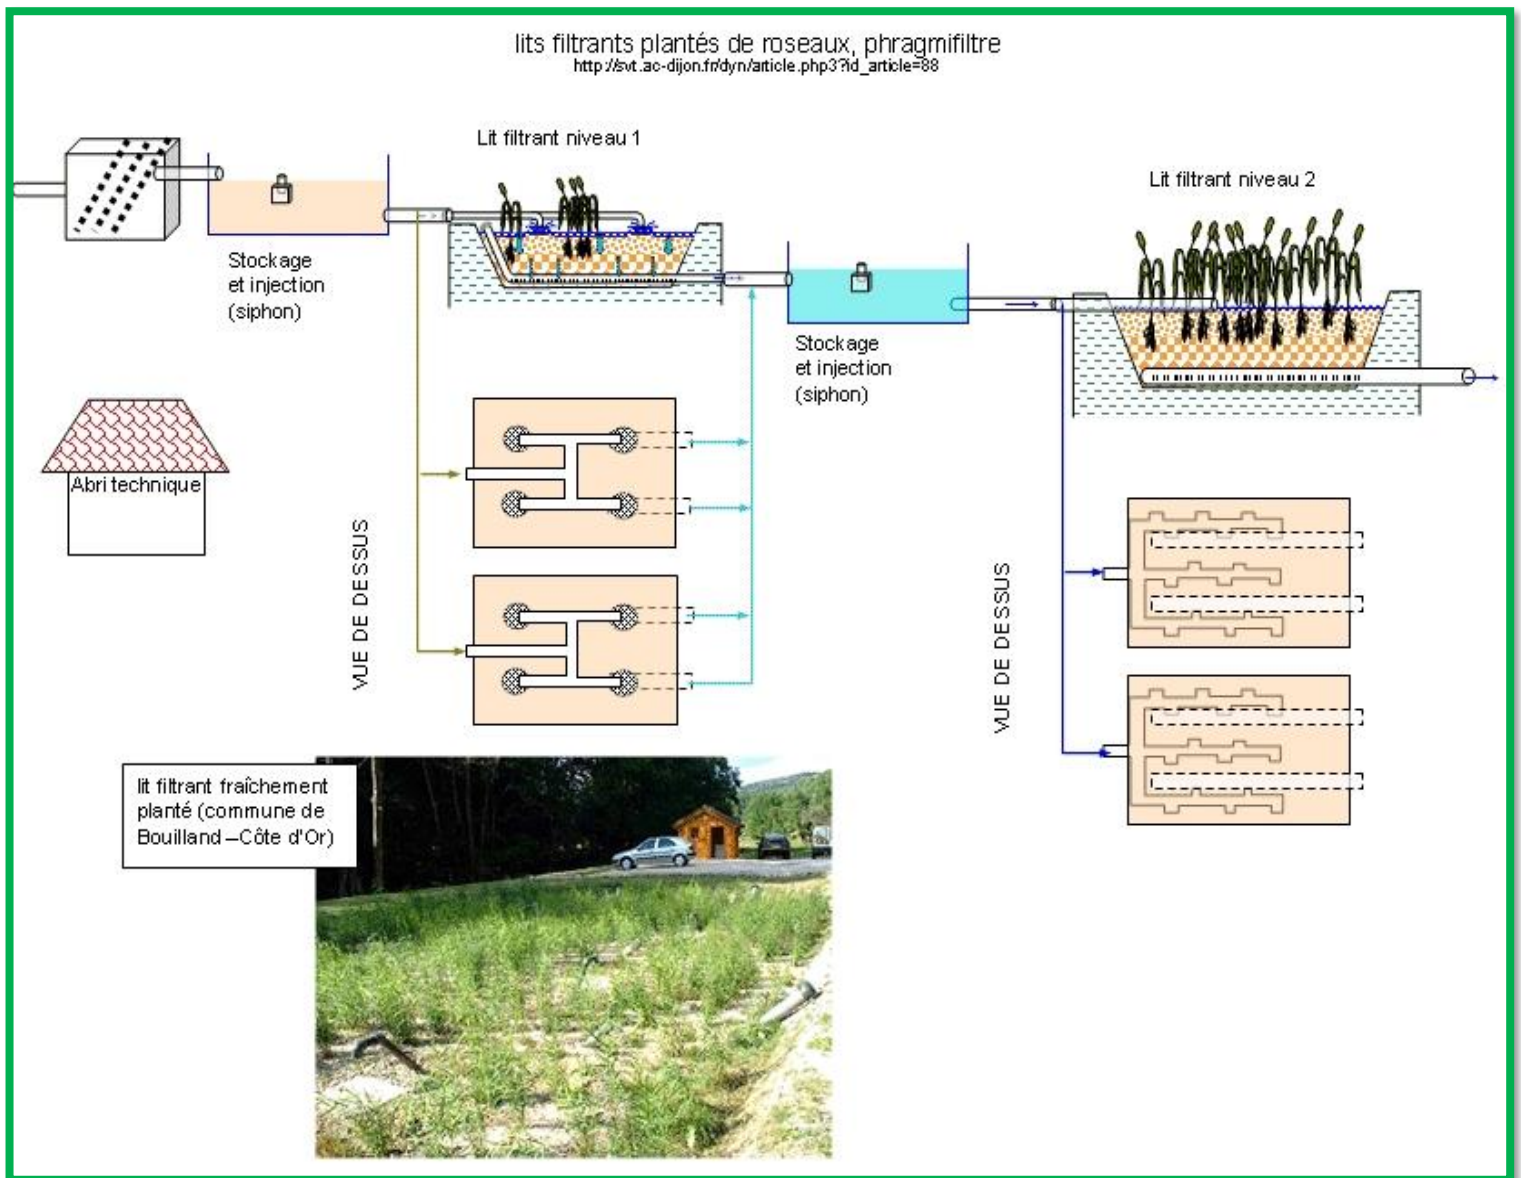 lits filtrants plantés de roseaux, phragmifiltre
http://svt.ac-dijon.fr/dyn/article.php3?id_article=88
Lit filtrant niveau 1
Lit filtrant niveau 2
Stockage
et injection
(siphon)
Stockage
et injection
(siphon)
Abri technique
VUE DE DESSUS
VUE DE DESSUS
lit filtrant fraîchement
planté (commune de
Bouilland –Côte d'Or)